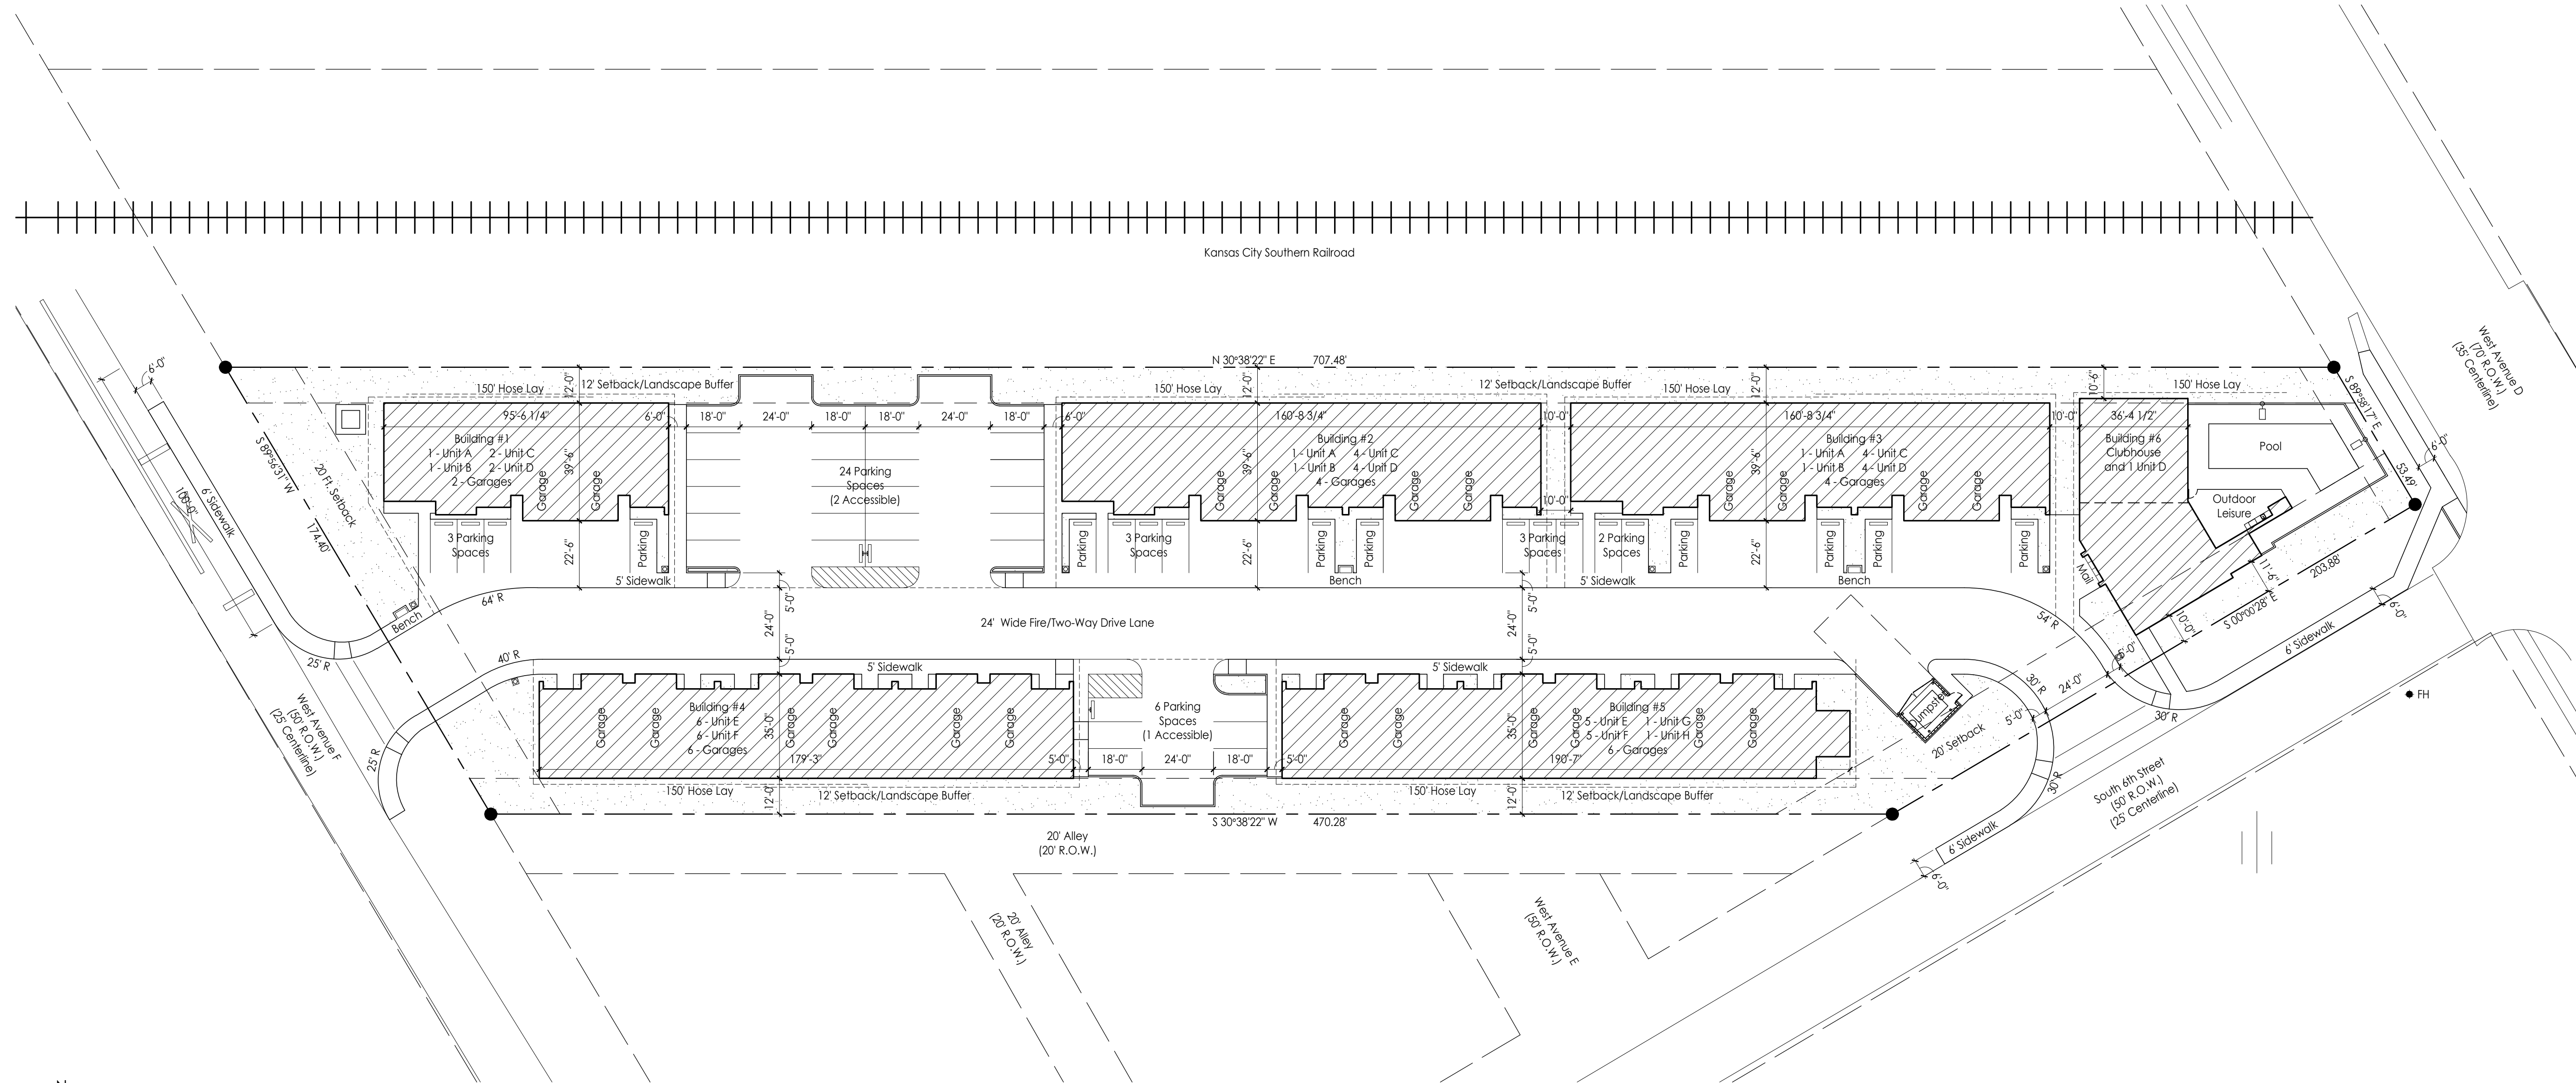 Kansas City Southern Railroad
West Avenue D
(70' R.O.W.)
(35' Centerline)
N 30°38'22" E 707.48'
6'-0"
150' Hose Lay
12'-0"
12' Setback/Landscape Buffer
150' Hose Lay
12'-0"
12' Setback/Landscape Buffer
150' Hose Lay
12'-0"
10'-9"
150' Hose Lay
S 89°58'17" E
53.49'
6'-0"
95'-6 1/4"
6'-0"
18'-0"
24'-0"
18'-0"
18'-0"
24'-0"
18'-0"
6'-0"
160'-8 3/4"
10'-0"
160'-8 3/4"
10'-0"
36'-4 1/2"
S 89°56'31" W
174.40'
20 Ft. Setback
100'-0"
6' Sidewalk
Building #1
1 - Unit A 2 - Unit C
1 - Unit B 2 - Unit D
2 - Garages
39'-6"
Garage
Garage
24 Parking
Spaces
(2 Accessible)
Building #2
1 - Unit A 4 - Unit C
1 - Unit B 4 - Unit D
4 - Garages
39'-6"
Garage
Garage
Garage
Garage
10'-0"
Building #3
1 - Unit A 4 - Unit C
1 - Unit B 4 - Unit D
4 - Garages
39'-6"
Garage
Garage
Garage
Garage
Building #6
Clubhouse
and 1 Unit D
Pool
Outdoor
Leisure
3 Parking
Spaces
22'-6"
Parking
5' Sidewalk
Parking
3 Parking
Spaces
22'-6"
Parking
Parking
Bench
3 Parking
Spaces
2 Parking
Spaces
5' Sidewalk
Parking
22'-6"
Parking
Parking
Bench
Parking
Mail
11'-6"
203.88'
S 00°00'28" E
10'-0"
6'-0"
6' Sidewalk
64' R
Bench
25' R
40' R
24'-0"
5'-0"
5'-0"
24' Wide Fire/Two-Way Drive Lane
24'-0"
5'-0"
5'-0"
54' R
5'-0"
24'-0"
30' R
30' R
5'-0"
FH
5' Sidewalk
5' Sidewalk
West Avenue F
(50' R.O.W.)
(25' Centerline)
25' R
Building #4
6 - Unit E
6 - Unit F
6 - Garages
35'-0"
179'-3"
Garage
Garage
Garage
Garage
Garage
Garage
6 Parking
Spaces
(1 Accessible)
5'-0"
18'-0"
24'-0"
18'-0"
5'-0"
Building #5
5 - Unit E 1 - Unit G
5 - Unit F 1 - Unit H
6 - Garages
35'-0"
190'-7"
Garage
Garage
Garage
Garage
Garage
Garage
Dumpster
20' Setback
30' R
150' Hose Lay
12'-0"
12' Setback/Landscape Buffer
150' Hose Lay
12'-0"
12' Setback/Landscape Buffer
S 30°38'22" W 470.28'
South 6th Street
(50' R.O.W.)
(25' Centerline)
6' Sidewalk
6'-0"
20' Alley
(20' R.O.W.)
20' Alley
(20' R.O.W.)
West Avenue E
(50' R.O.W.)